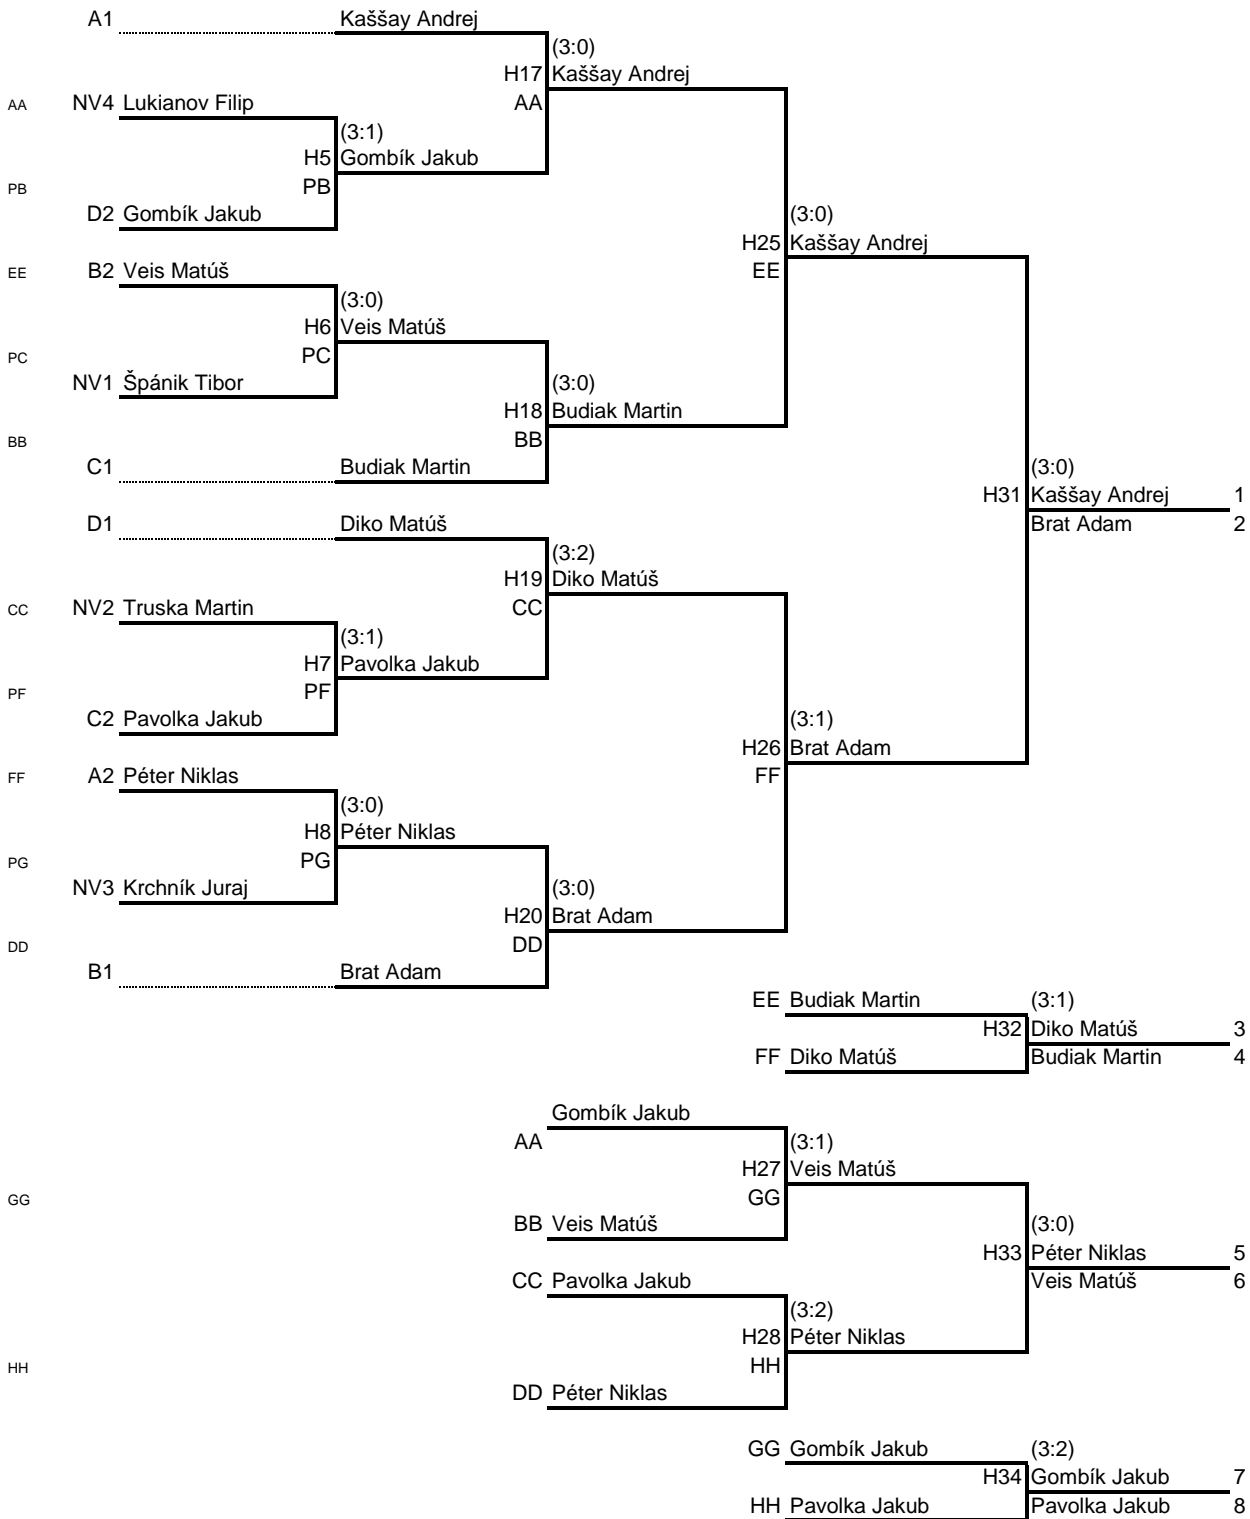 A1 Kaššay Andrej
(3:0)
H17 Kaššay Andrej
AA NV4 Lukianov Filip AA
(3:1)
H5 Gombík Jakub
PB PB
D2 Gombík Jakub (3:0)
H25 Kaššay Andrej
EE B2 Veis Matúš EE
(3:0)
H6 Veis Matúš
PC PC
NV1 Špánik Tibor (3:0)
H18 Budiak Martin
BB BB
C1 Budiak Martin (3:0)
H31 Kaššay Andrej 1
D1 Diko Matúš Brat Adam 2
(3:2)
H19 Diko Matúš
CC NV2 Truska Martin CC
(3:1)
H7 Pavolka Jakub
PF PF
C2 Pavolka Jakub (3:1)
H26 Brat Adam
FF A2 Péter Niklas FF
(3:0)
H8 Péter Niklas
PG PG
NV3 Krchník Juraj (3:0)
H20 Brat Adam
DD DD
B1 Brat Adam
EE Budiak Martin (3:1)
H32 Diko Matúš 3
FF Diko Matúš Budiak Martin 4
Gombík Jakub
AA (3:1)
H27 Veis Matúš
GG GG
BB Veis Matúš (3:0)
H33 Péter Niklas 5
CC Pavolka Jakub Veis Matúš 6
(3:2)
H28 Péter Niklas
HH HH
DD Péter Niklas
GG Gombík Jakub (3:2)
H34 Gombík Jakub 7
HH Pavolka Jakub Pavolka Jakub 8